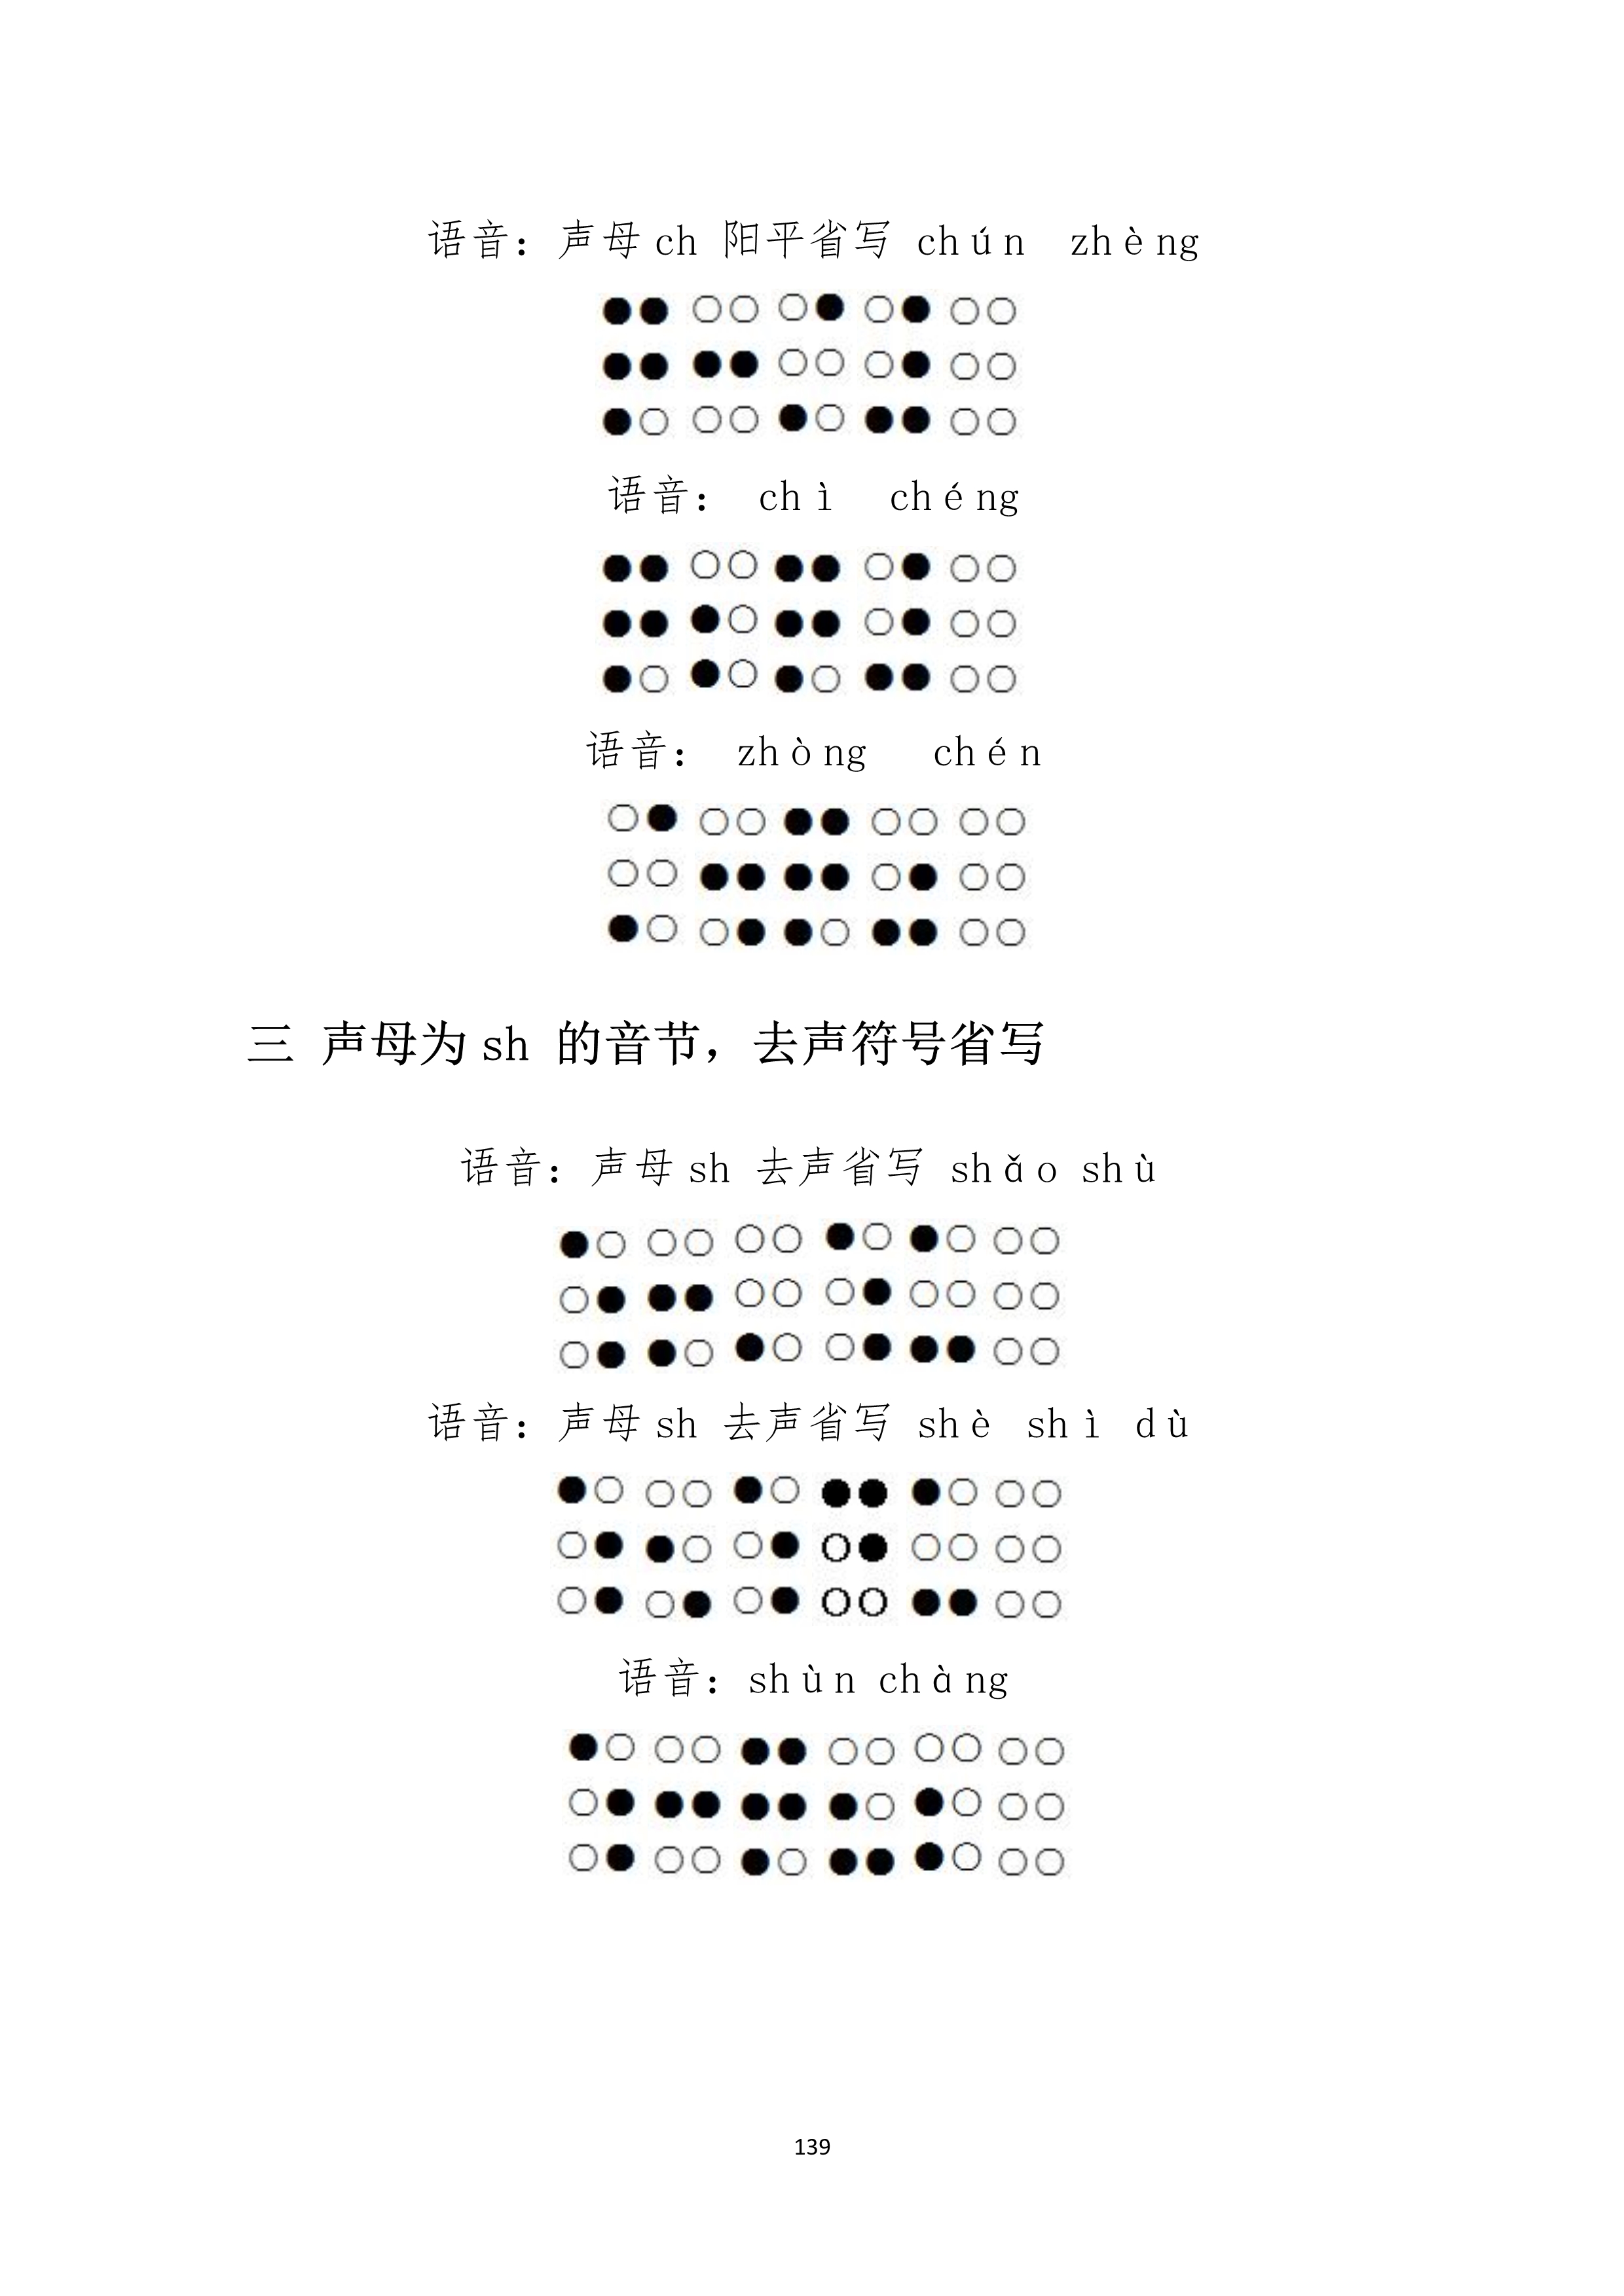 语音：声母 ch 阳平省写 chún zhèng
语音： chì chéng
语音： zhòng chén
三 声母为 sh 的音节，去声符号省写
语音：声母 sh 去声省写 shǎo shù
语音：声母 sh 去声省写 shè shì dù
语音：shùn chàng
139